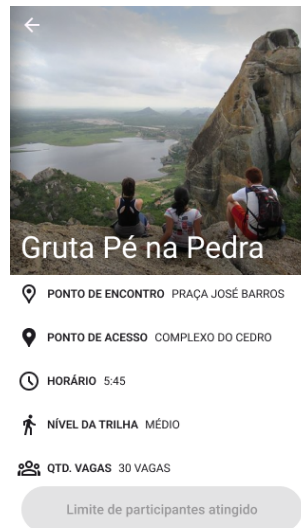 Gruta Pé na Pedra
PONTO DE ENCONTRO PRAÇA JOSÉ BARROS
PONTO DE ACESSO COMPLEXO DO CEDRO
HORÁRIO 5:45
NÍVEL DA TRILHA MÉDIO
QTD. VAGAS 30 VAGAS
Limite de participantes atingido